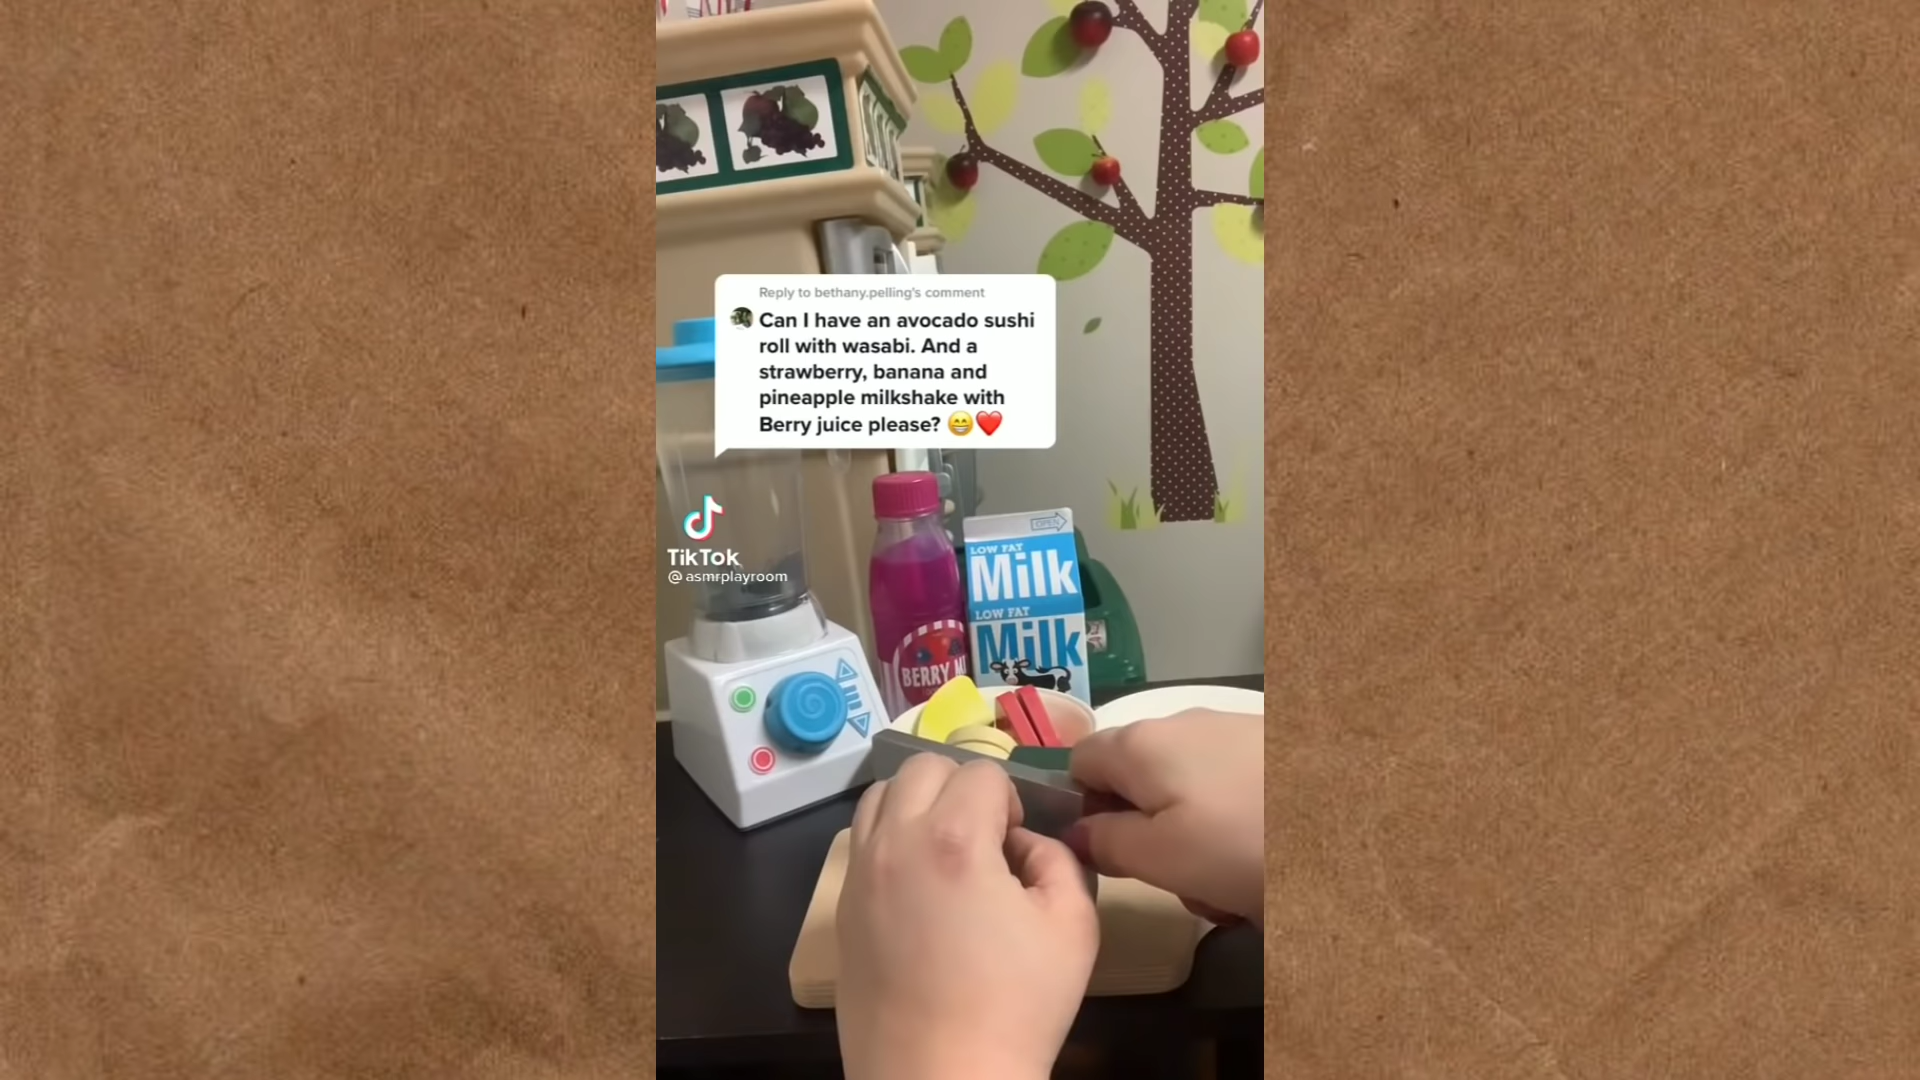 Reply to bethany.pelling's comment
Can I have an avocado sushi
roll with wasabi. And a
strawberry, banana and
pineapple milkshake with
Berry juice please? 😁❤️
TikTok
@asmrplayroom
OPEN
LOW FAT
Milk
LOW FAT
Milk
BERRY